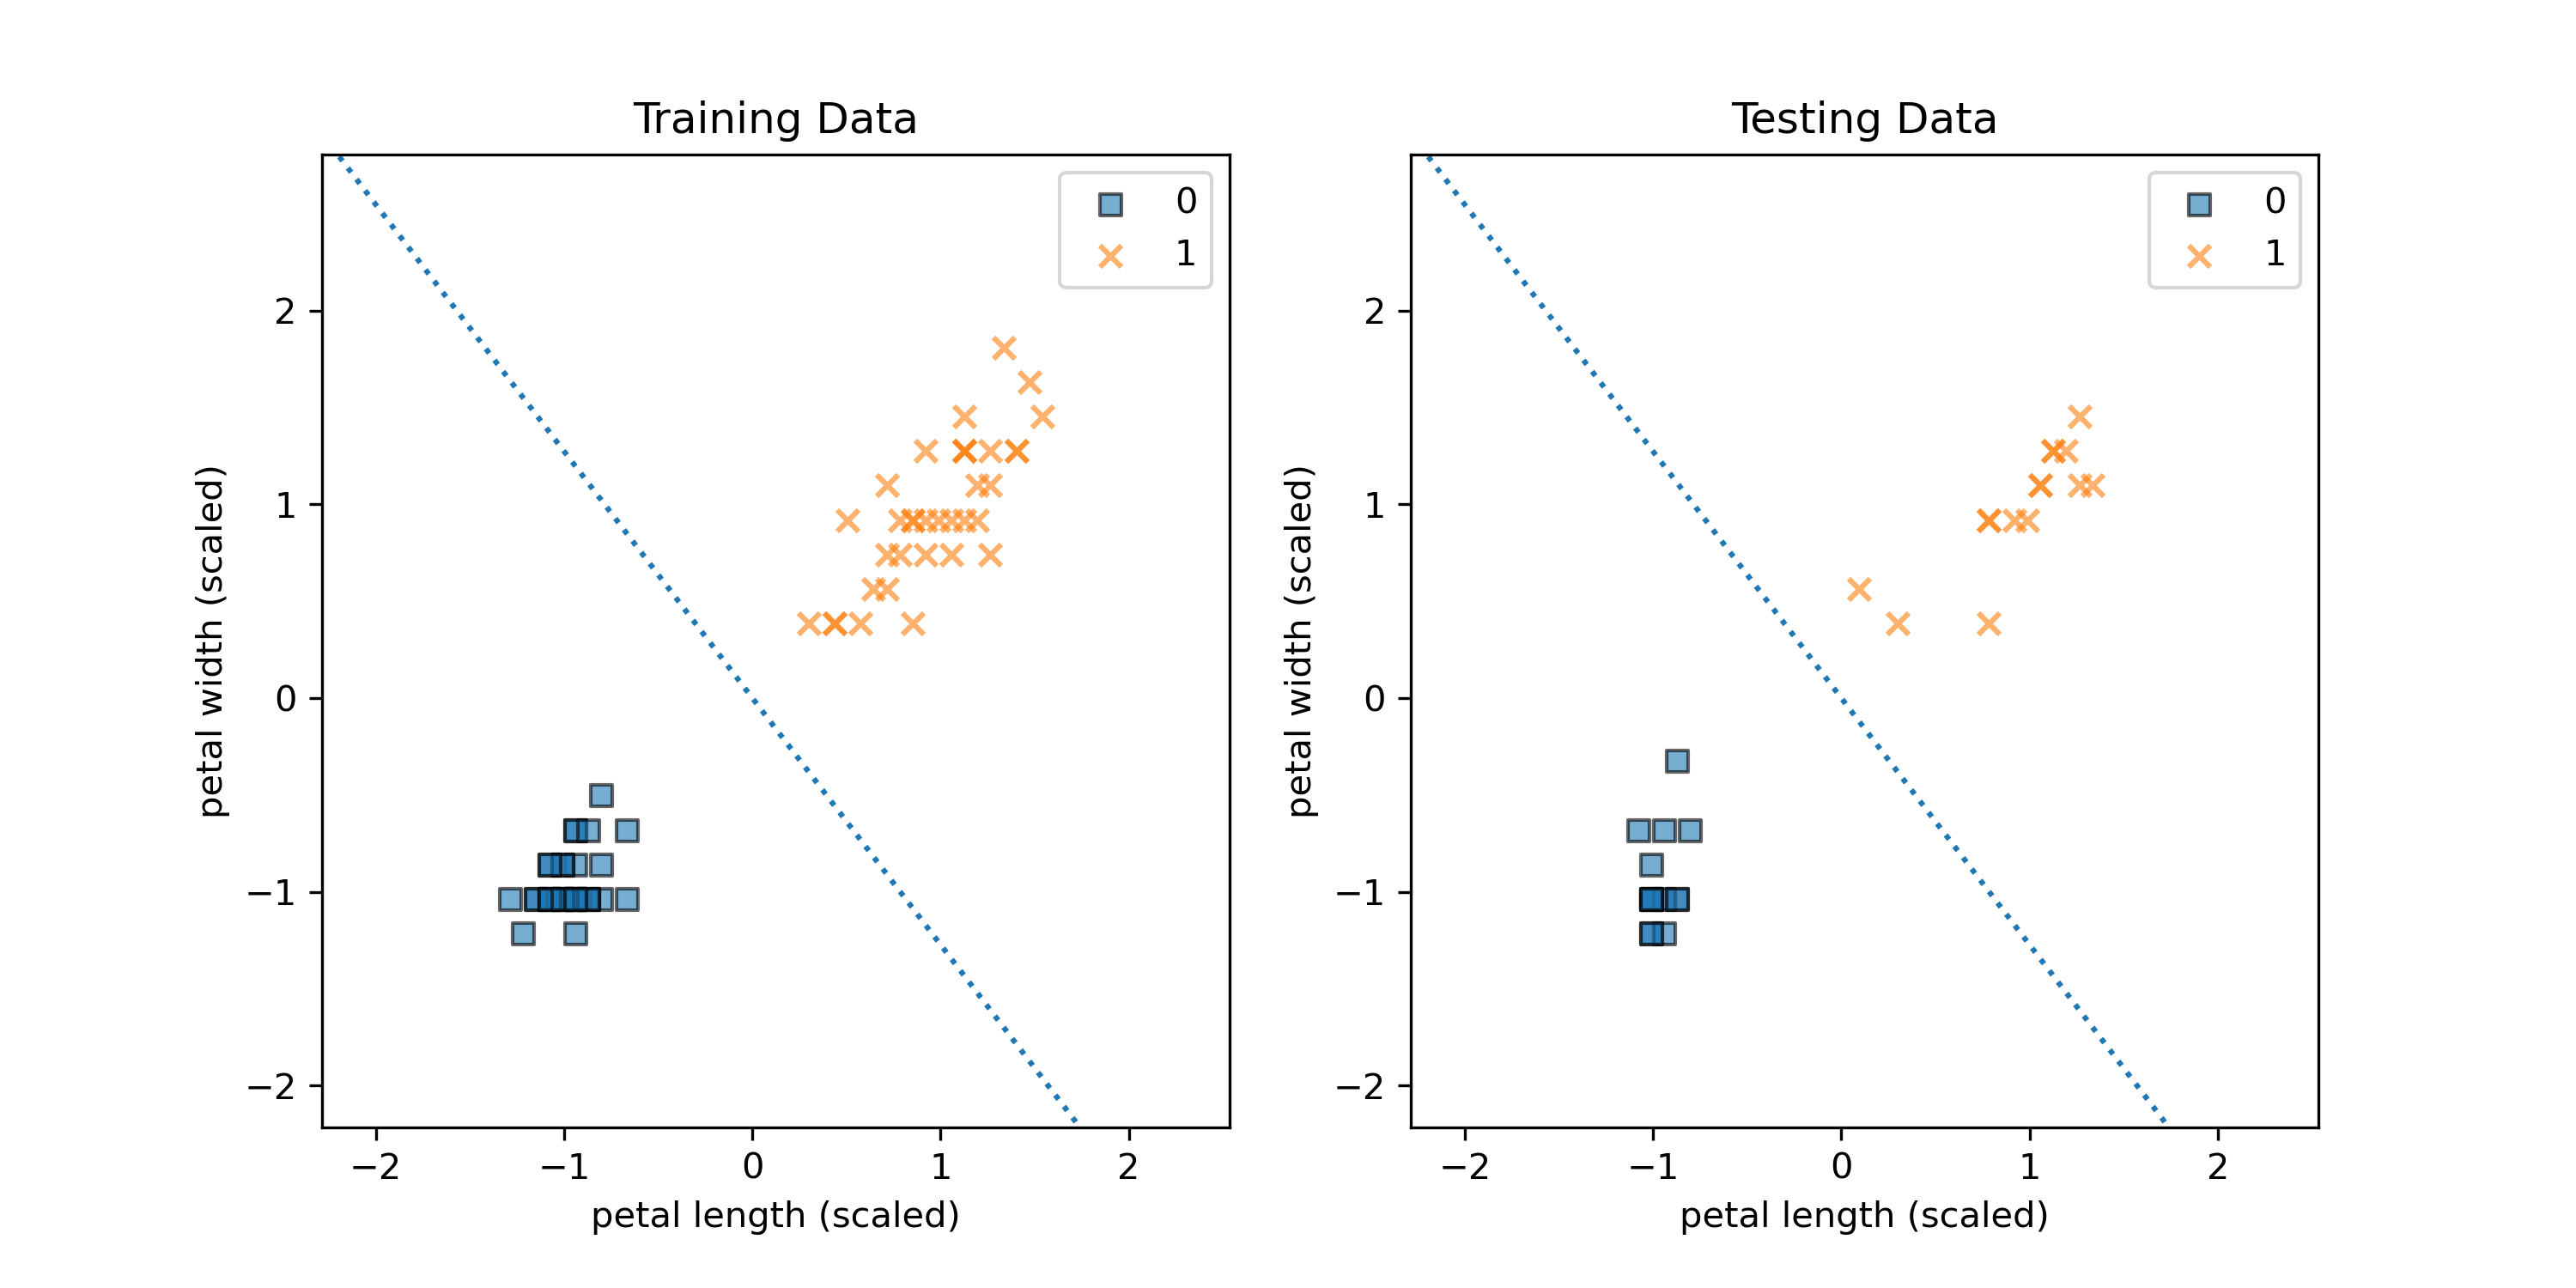 Training Data
0
1
2
1
0
−1
−2
−2 −1 0 1 2
petal length (scaled)
petal width (scaled)
Testing Data
0
1
2
1
0
−1
−2
−2 −1 0 1 2
petal length (scaled)
petal width (scaled)